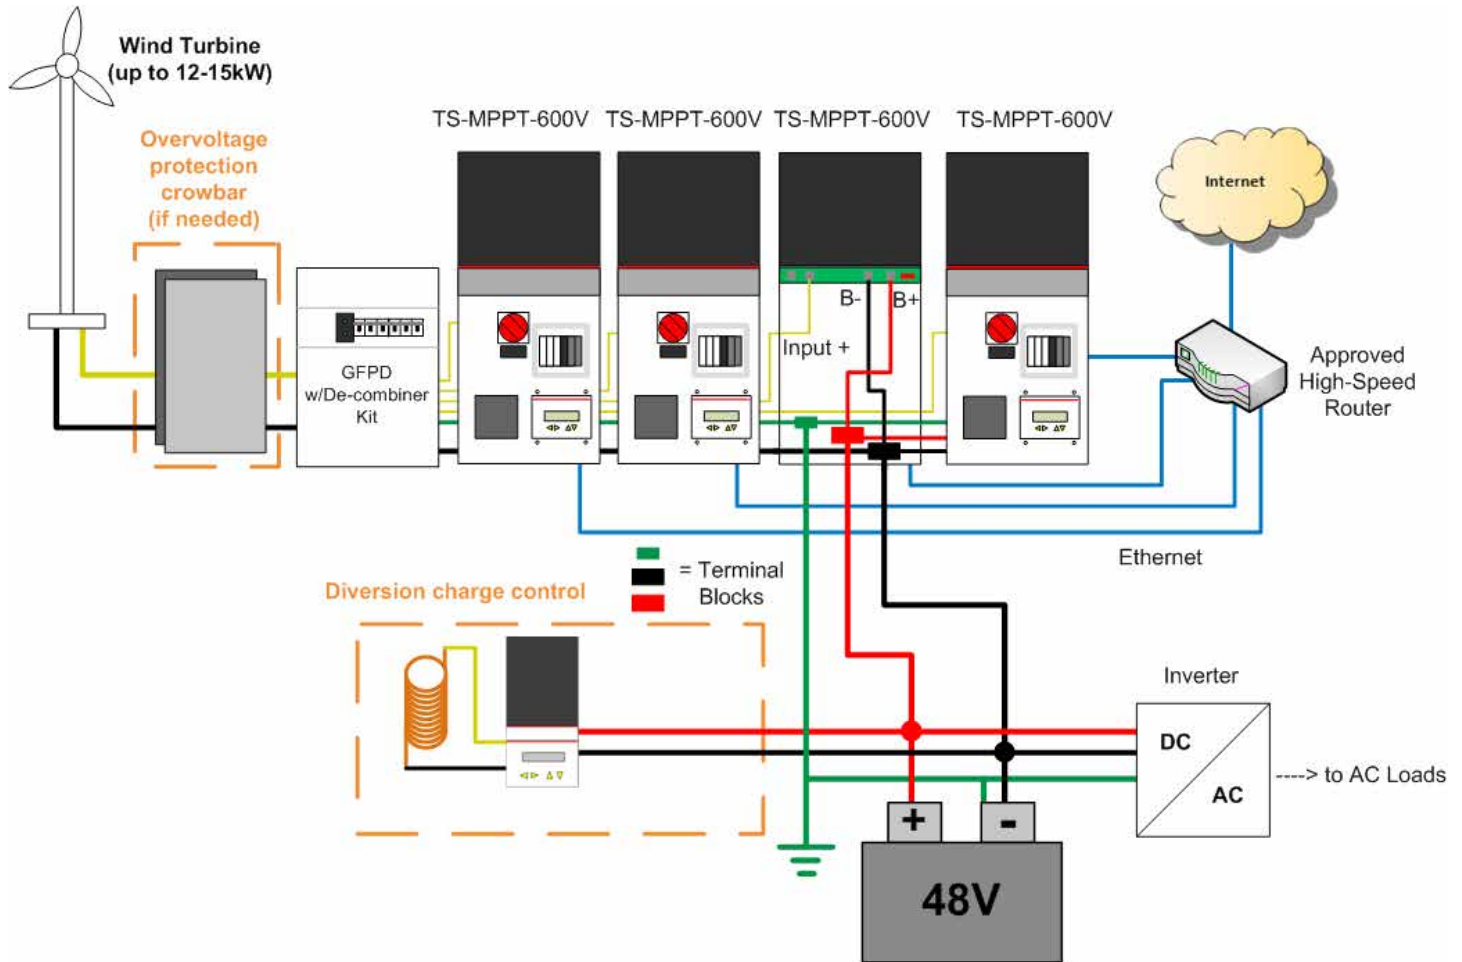 Wind Turbine
(up to 12-15kW)
Overvoltage
protection
crowbar
(if needed)
TS-MPPT-600V
TS-MPPT-600V
TS-MPPT-600V
TS-MPPT-600V
Internet
B-
B+
Input +
GFPD
w/De-combiner
Kit
Approved
High-Speed
Router
Ethernet
= Terminal
Blocks
Diversion charge control
Inverter
DC
AC
----> to AC Loads
+
-
48V